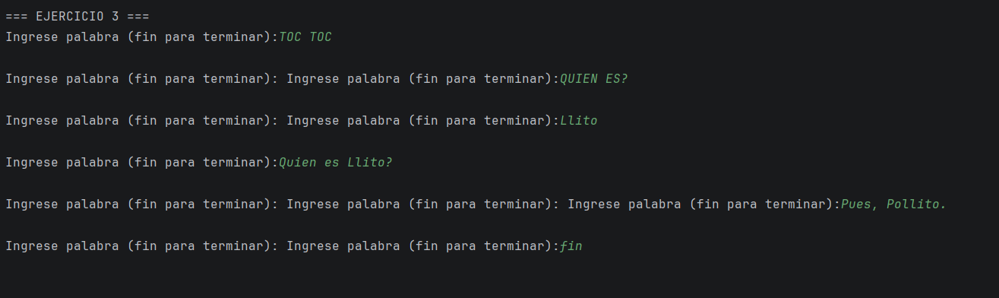 === EJERCICIO 3 ===
Ingrese palabra (fin para terminar):TOC TOC
Ingrese palabra (fin para terminar): Ingrese palabra (fin para terminar):QUIEN ES?
Ingrese palabra (fin para terminar): Ingrese palabra (fin para terminar):Llito
Ingrese palabra (fin para terminar):Quien es Llito?
Ingrese palabra (fin para terminar): Ingrese palabra (fin para terminar): Ingrese palabra (fin para terminar):Pues, Pollito.
Ingrese palabra (fin para terminar): Ingrese palabra (fin para terminar):fin